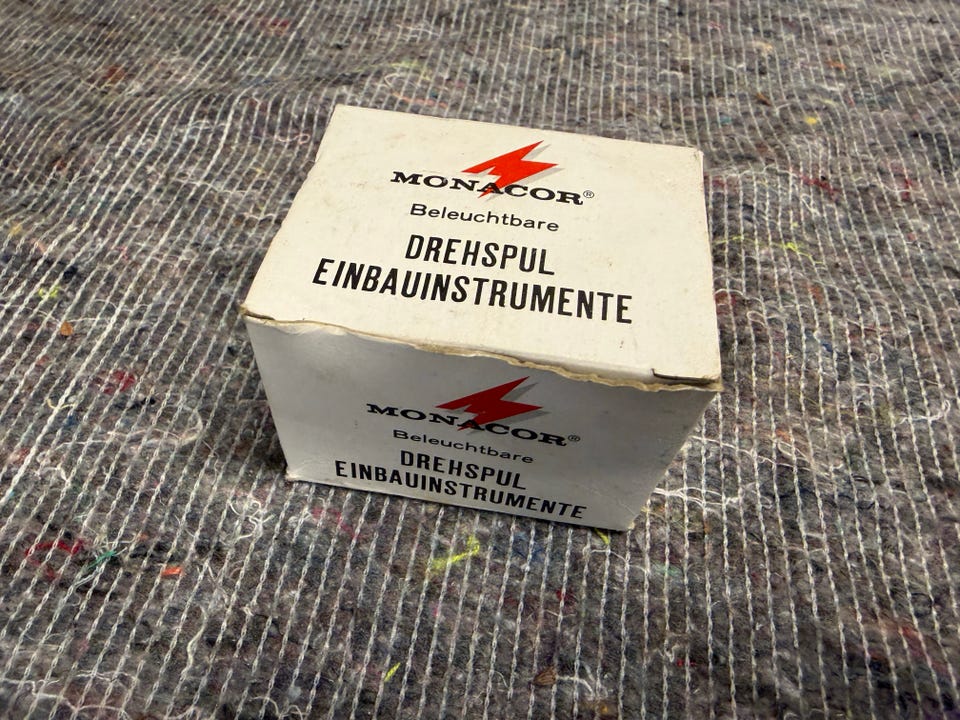 MONACOR®
Beleuchtbare
DREHSPUL
EINBAUINSTRUMENTE
MONACOR®
Beleuchtbare
DREHSPUL
EINBAUINSTRUMENTE